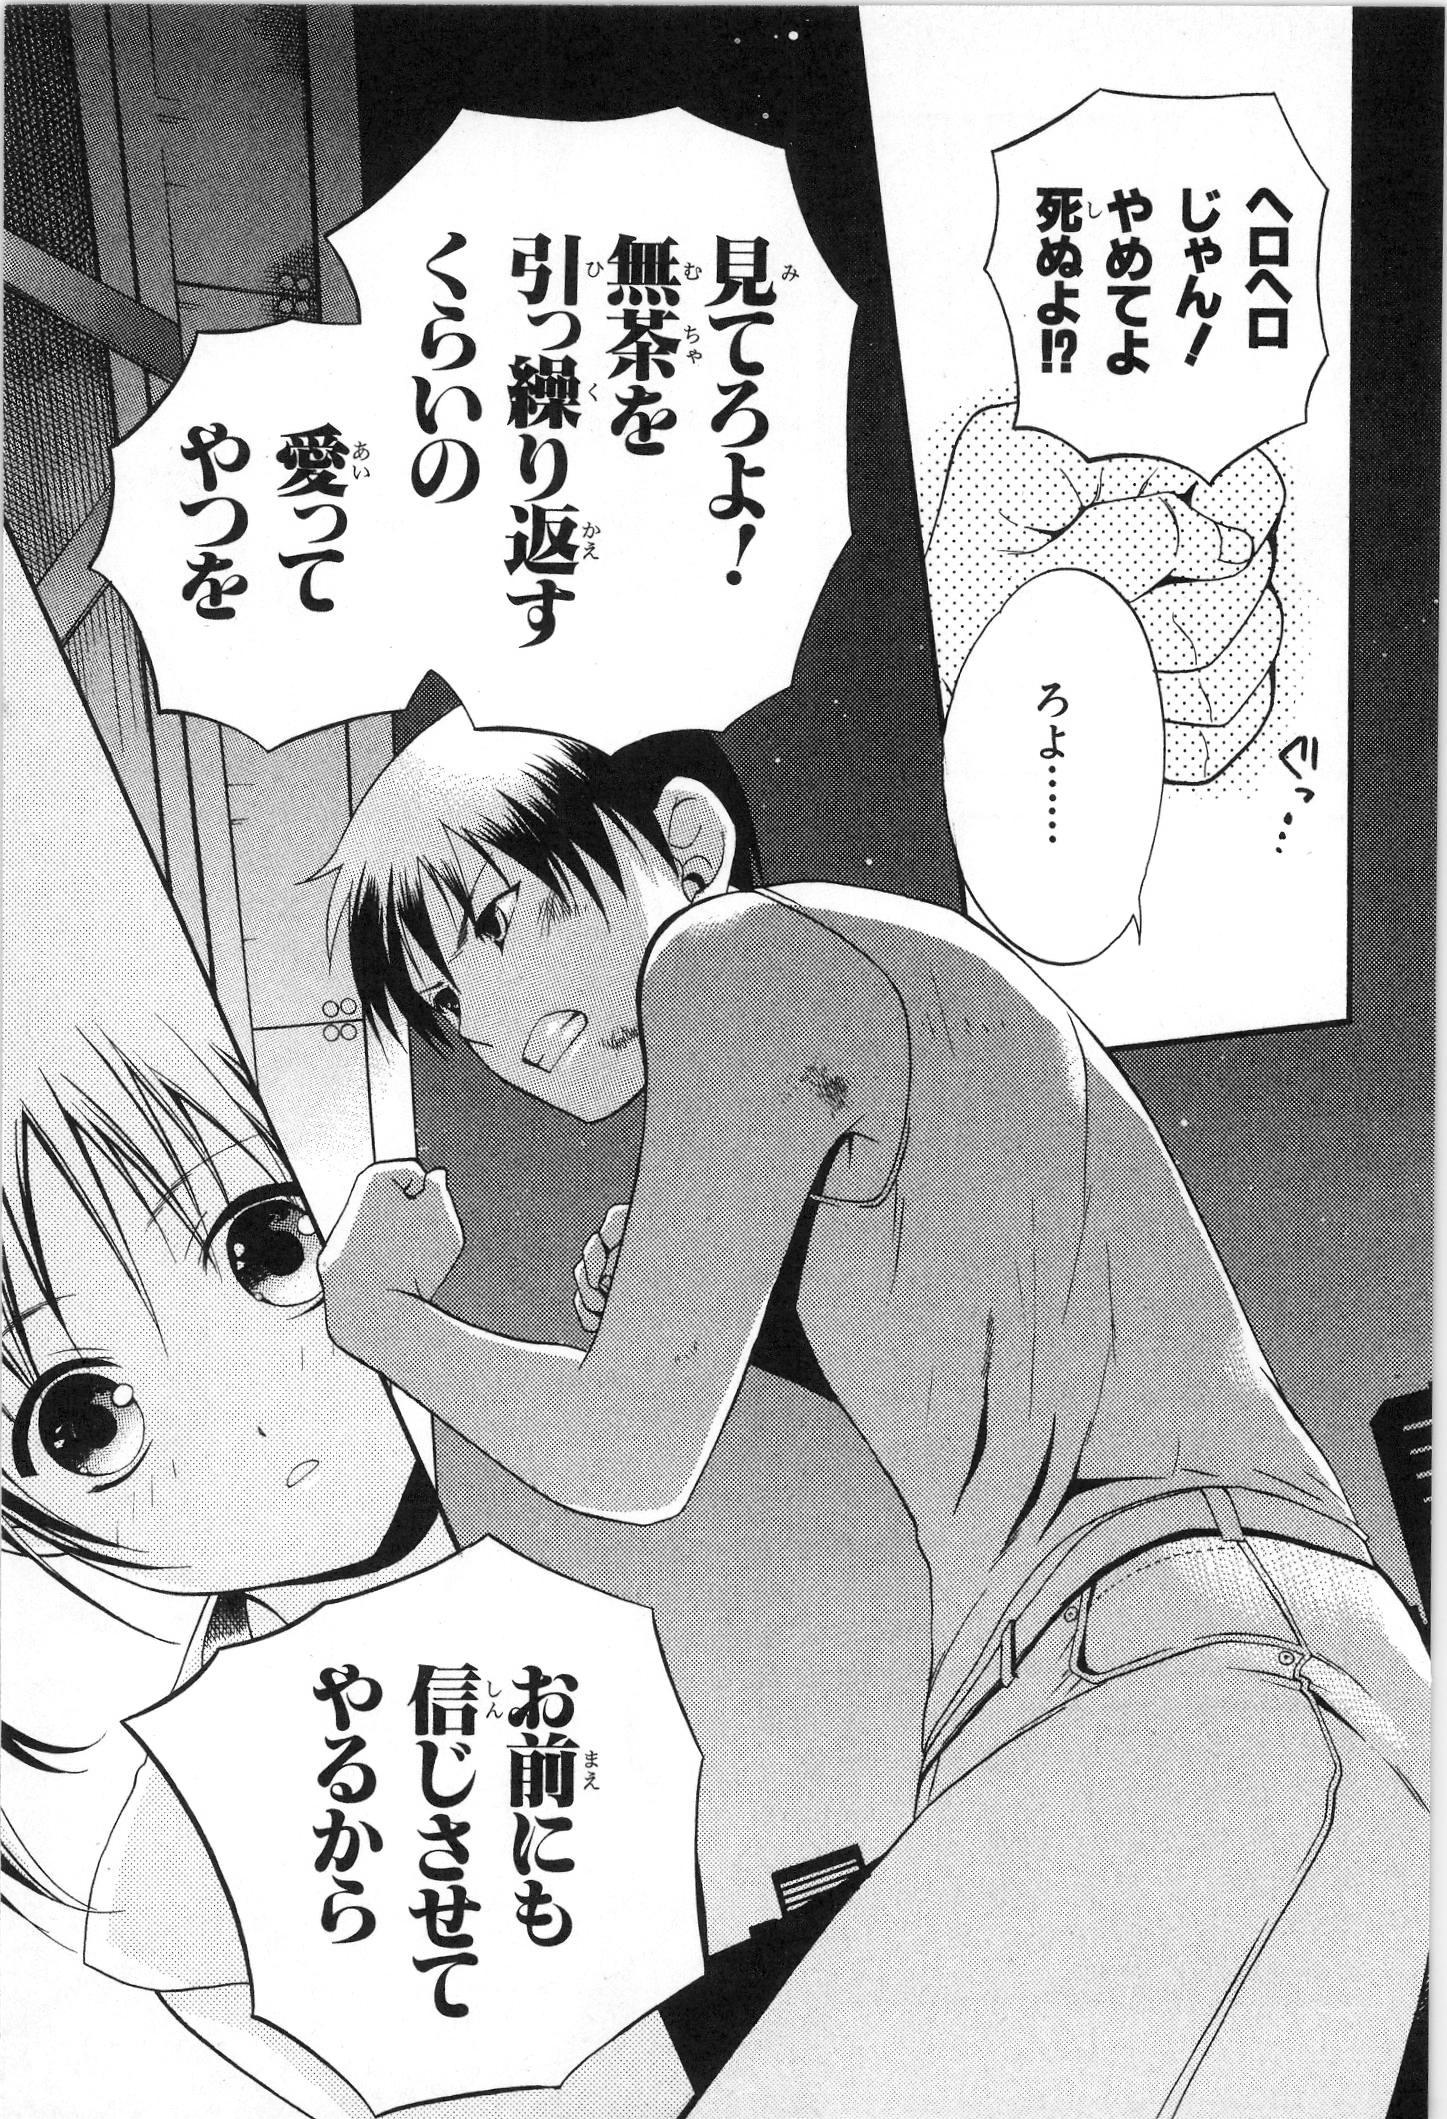 ヘロヘロ
じゃん!
やめてよ
死ぬよ!?
ろよ……
グッ…
見てろよ!
無茶を
引っ繰り返す
くらいの
愛って
やつを
お前にも
信じさせて
やるから